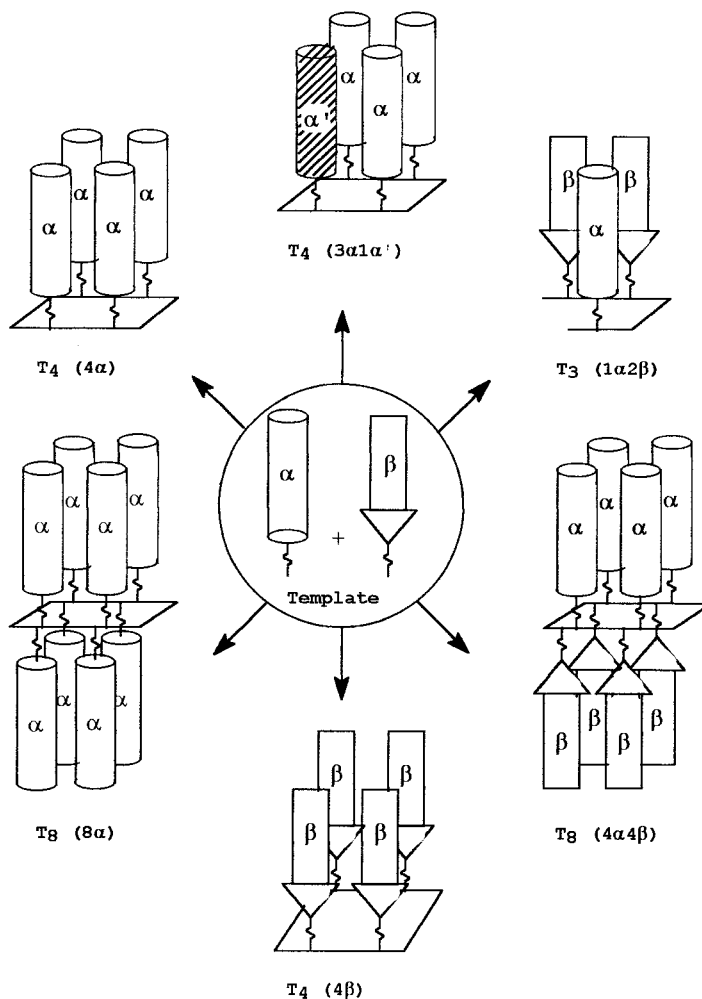 α
α
α'
α
T₄ (3α1α')
α
α
α
α
T₄ (4α)
β
β
α
T₃ (1α2β)
α
β
+
Template
α
α
α
α
α
α
α
α
T₈ (8α)
α
α
α
α
β
β
β
β
T₈ (4α4β)
β
β
β
β
T₄ (4β)